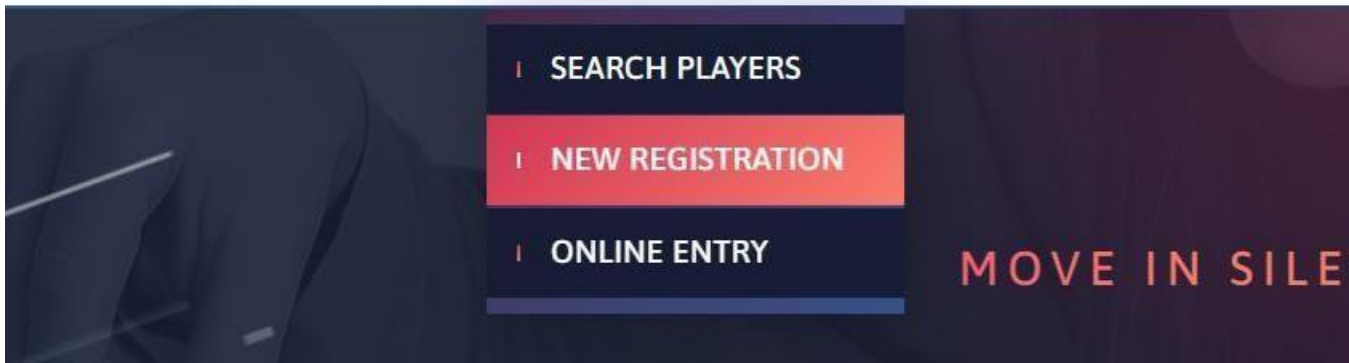 SEARCH PLAYERS
NEW REGISTRATION
ONLINE ENTRY
MOVE IN SILE